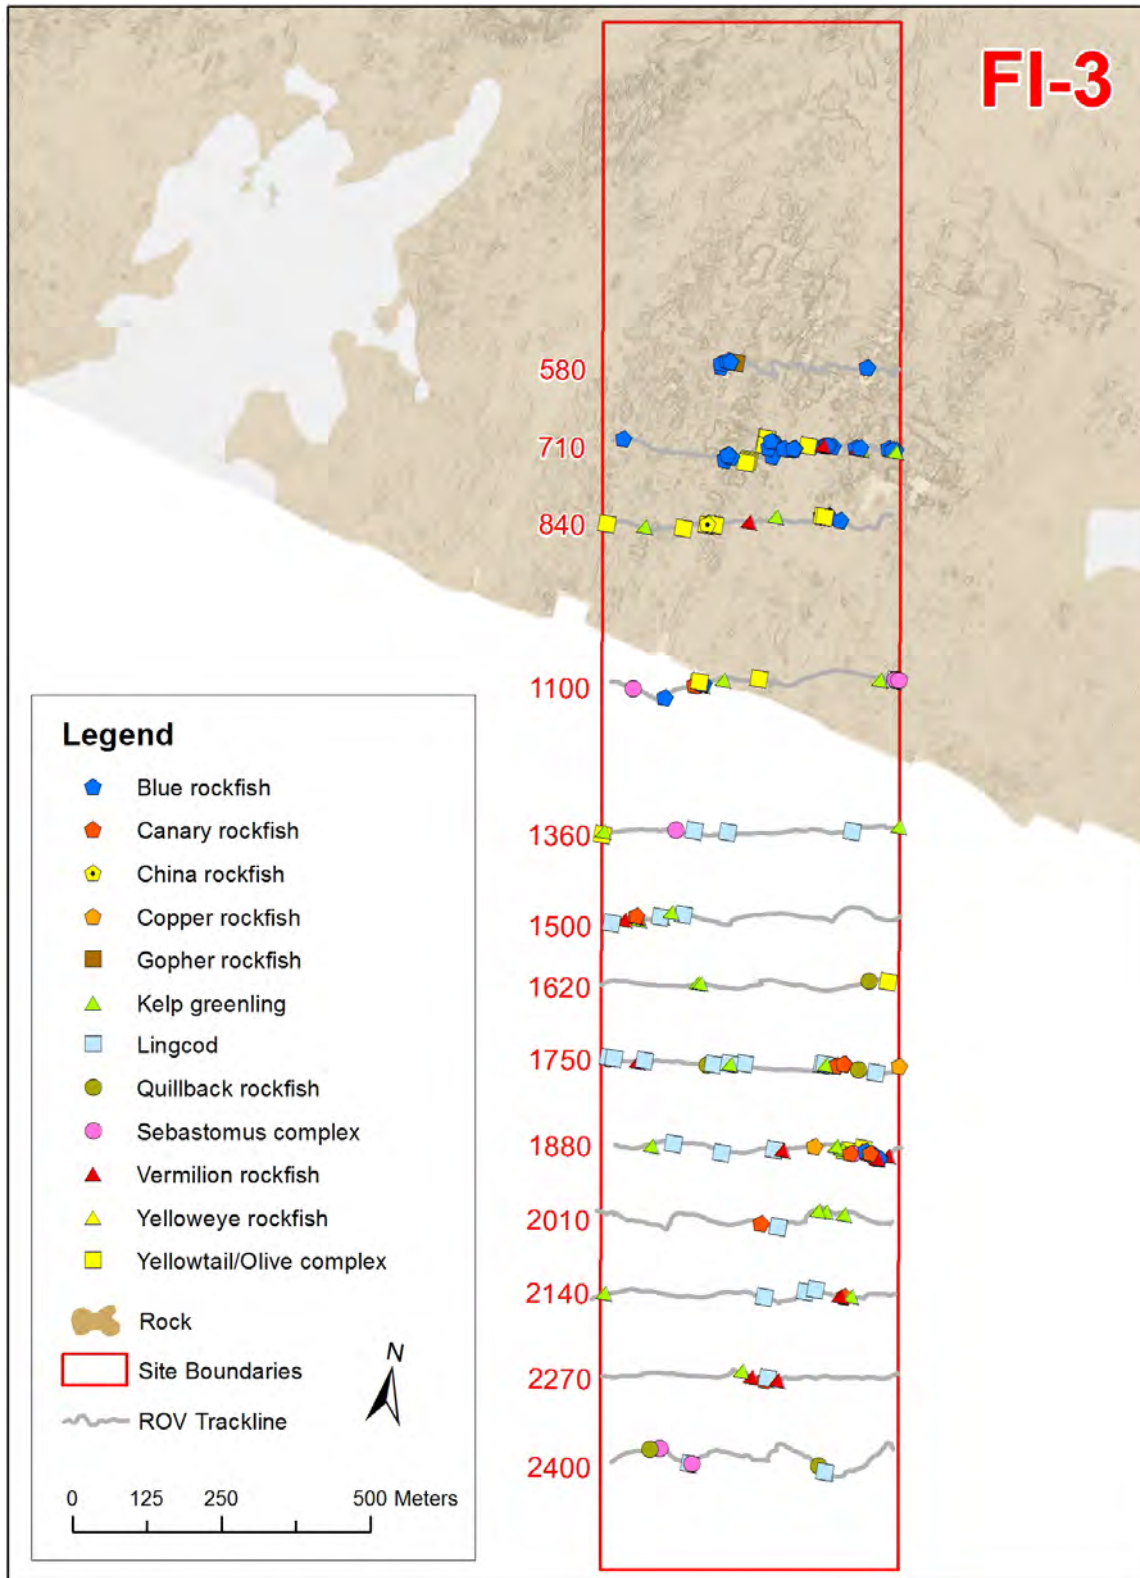 FI-3
580
710
840
1100
1360
1500
1620
1750
1880
2010
2140
2270
2400
Legend
Blue rockfish
Canary rockfish
China rockfish
Copper rockfish
Gopher rockfish
Kelp greenling
Lingcod
Quillback rockfish
Sebastomus complex
Vermilion rockfish
Yelloweye rockfish
Yellowtail/Olive complex
Rock
Site Boundaries
ROV Trackline
N
0 125 250 500 Meters